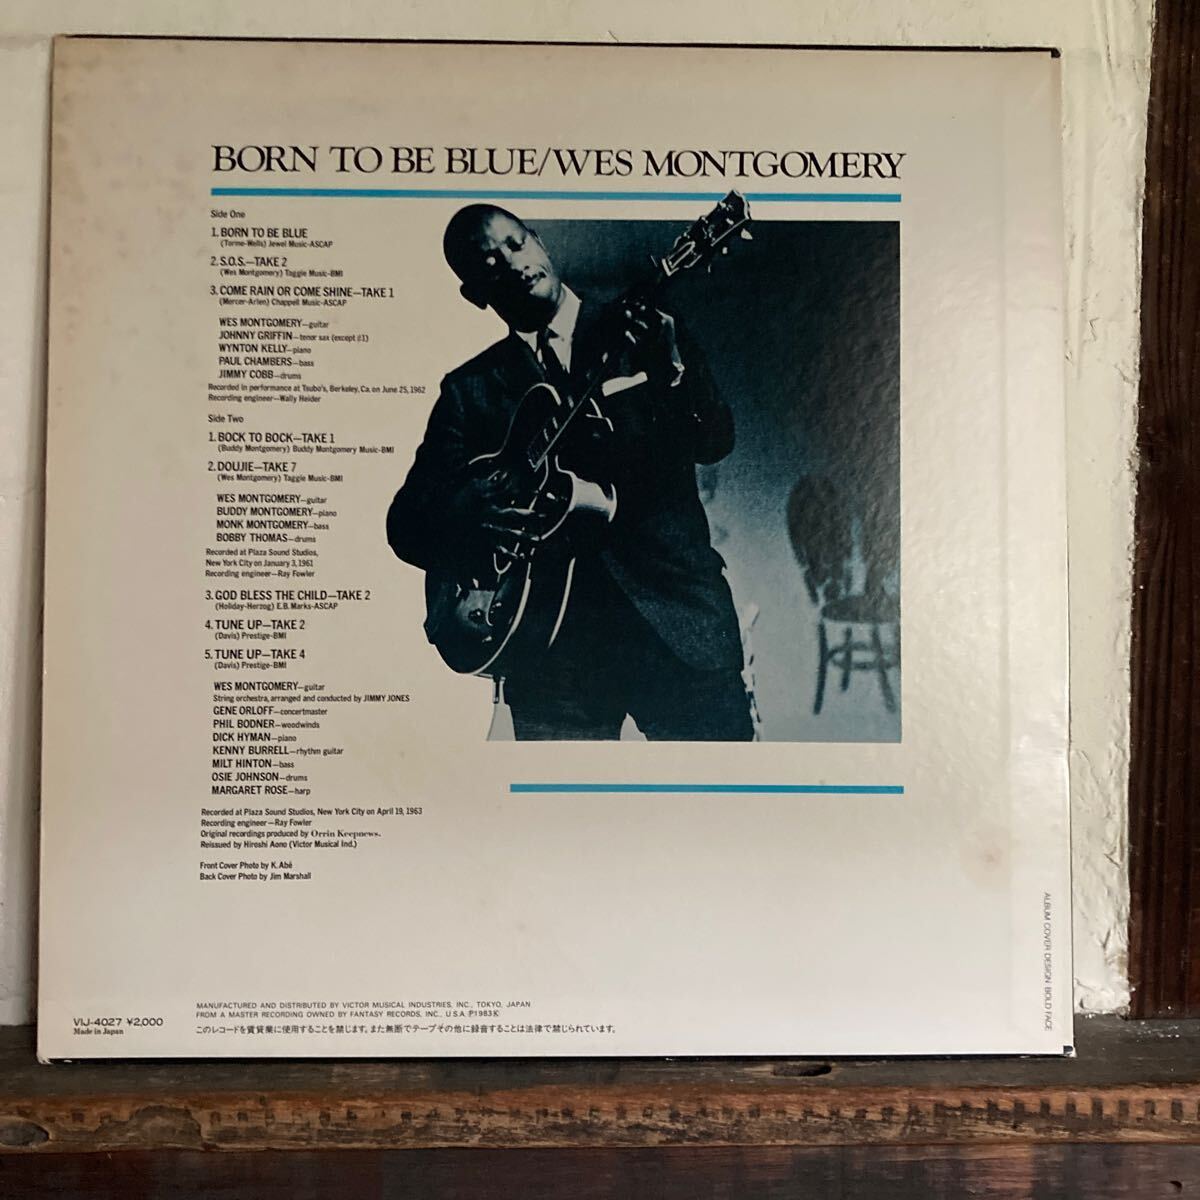 BORN TO BE BLUE/WES MONTGOMERY
Side One
1. BORN TO BE BLUE
(Torme-Wells) Jewel Music-ASCAP
2. S.O.S.—TAKE 2
(Wes Montgomery) Taggie Music-BMI
3. COME RAIN OR COME SHINE—TAKE 1
(Mercer-Arlen) Chappell Music-ASCAP
WES MONTGOMERY—guitar
JOHNNY GRIFFIN—tenor sax (except #1)
WYNTON KELLY—piano
PAUL CHAMBERS—bass
JIMMY COBB—drums
Recorded in performance at Tsubo's, Berkeley, Ca. on June 25, 1962
Recording engineer—Wally Heider
Side Two
1. BOCK TO BOCK—TAKE 1
(Buddy Montgomery) Buddy Montgomery Music-BMI
2. DOUJIE—TAKE 7
(Wes Montgomery) Taggie Music-BMI
WES MONTGOMERY—guitar
BUDDY MONTGOMERY—piano
MONK MONTGOMERY—bass
BOBBY THOMAS—drums
Recorded at Plaza Sound Studios,
New York City on January 3, 1961
Recording engineer—Ray Fowler
3. GOD BLESS THE CHILD—TAKE 2
(Holiday-Herzog) E.B. Marks-ASCAP
4. TUNE UP—TAKE 2
(Davis) Prestige-BMI
5. TUNE UP—TAKE 4
(Davis) Prestige-BMI
WES MONTGOMERY—guitar
String orchestra, arranged and conducted by JIMMY JONES
GENE ORLOFF—concertmaster
PHIL BODNER—woodwinds
DICK HYMAN—piano
KENNY BURRELL—rhythm guitar
MILT HINTON—bass
OSIE JOHNSON—drums
MARGARET ROSE—harp
Recorded at Plaza Sound Studios, New York City on April 19, 1963
Recording engineer—Ray Fowler
Original recordings produced by Orrin Keepnews.
Reissued by Hiroshi Aono (Victor Musical Ind.)
Front Cover Photo by K. Abé
Back Cover Photo by Jim Marshall
ALBUM COVER DESIGN: BOLD FACE
MANUFACTURED AND DISTRIBUTED BY VICTOR MUSICAL INDUSTRIES, INC., TOKYO, JAPAN
FROM A MASTER RECORDING OWNED BY FANTASY RECORDS, INC., U.S.A. Ⓟ1983 Ⓚ
VIJ-4027 ¥2,000
Made in Japan
このレコードを賃貸業に使用することを禁じます。また無断でテープその他に録音することは法律で禁じられています。